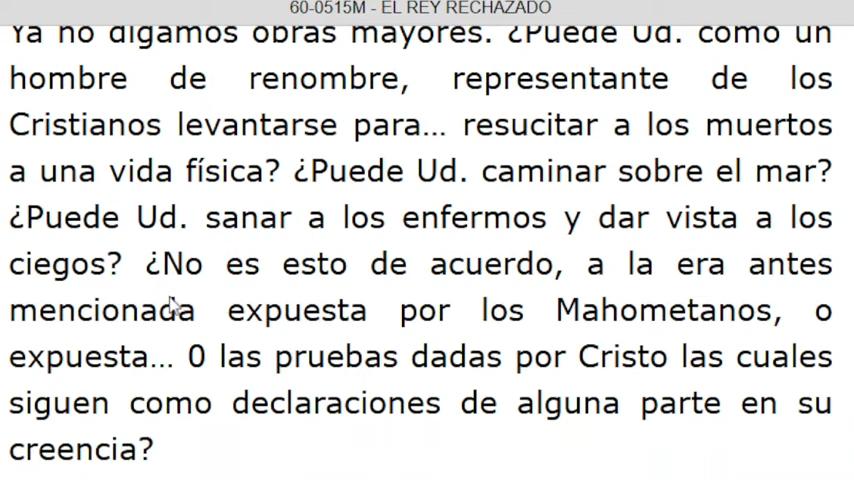 60-0515M - EL REY RECHAZADO
Ya no digamos obras mayores. ¿Puede Ud. como un
hombre de renombre, representante de los
Cristianos levantarse para... resucitar a los muertos
a una vida física? ¿Puede Ud. caminar sobre el mar?
¿Puede Ud. sanar a los enfermos y dar vista a los
ciegos? ¿No es esto de acuerdo, a la era antes
mencionada expuesta por los Mahometanos, o
expuesta... 0 las pruebas dadas por Cristo las cuales
siguen como declaraciones de alguna parte en su
creencia?